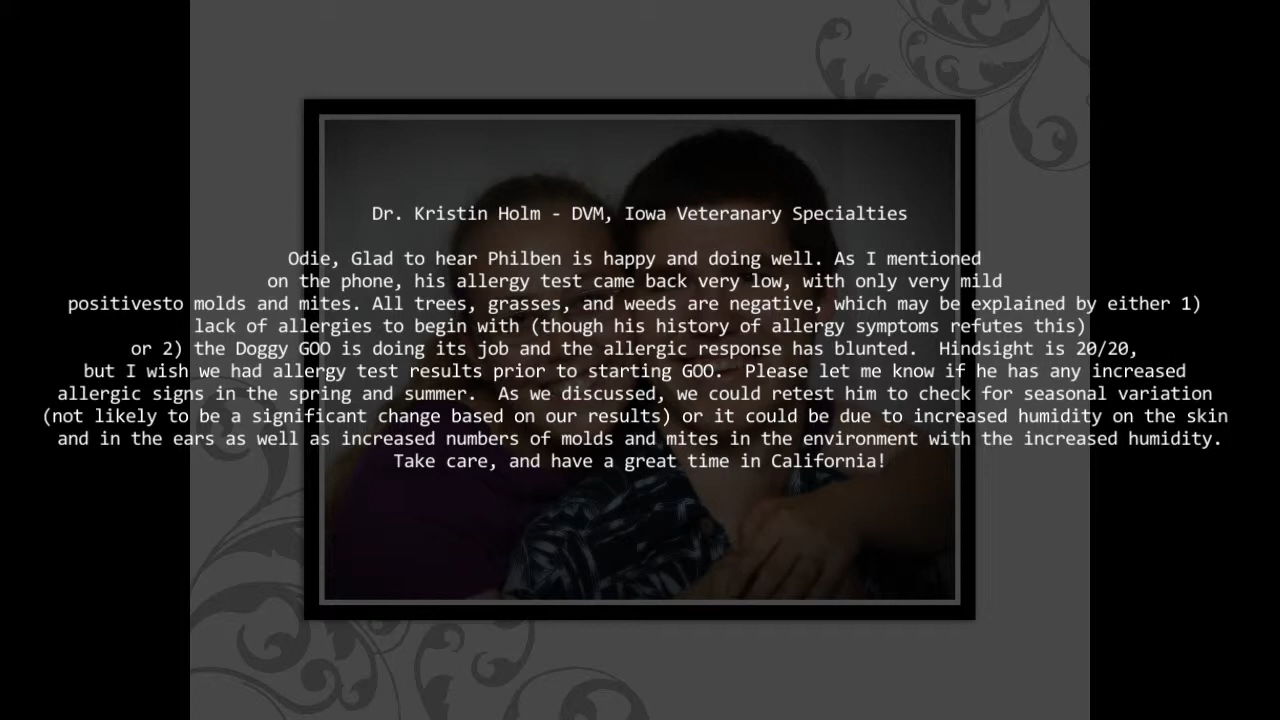 Dr. Kristin Holm - DVM, Iowa Veteranary Specialties
Odie, Glad to hear Philben is happy and doing well. As I mentioned
on the phone, his allergy test came back very low, with only very mild
positivesto molds and mites. All trees, grasses, and weeds are negative, which may be explained by either 1)
lack of allergies to begin with (though his history of allergy symptoms refutes this)
or 2) the Doggy GOO is doing its job and the allergic response has blunted.  Hindsight is 20/20,
but I wish we had allergy test results prior to starting GOO.  Please let me know if he has any increased
allergic signs in the spring and summer.  As we discussed, we could retest him to check for seasonal variation
(not likely to be a significant change based on our results) or it could be due to increased humidity on the skin
and in the ears as well as increased numbers of molds and mites in the environment with the increased humidity.
Take care, and have a great time in California!